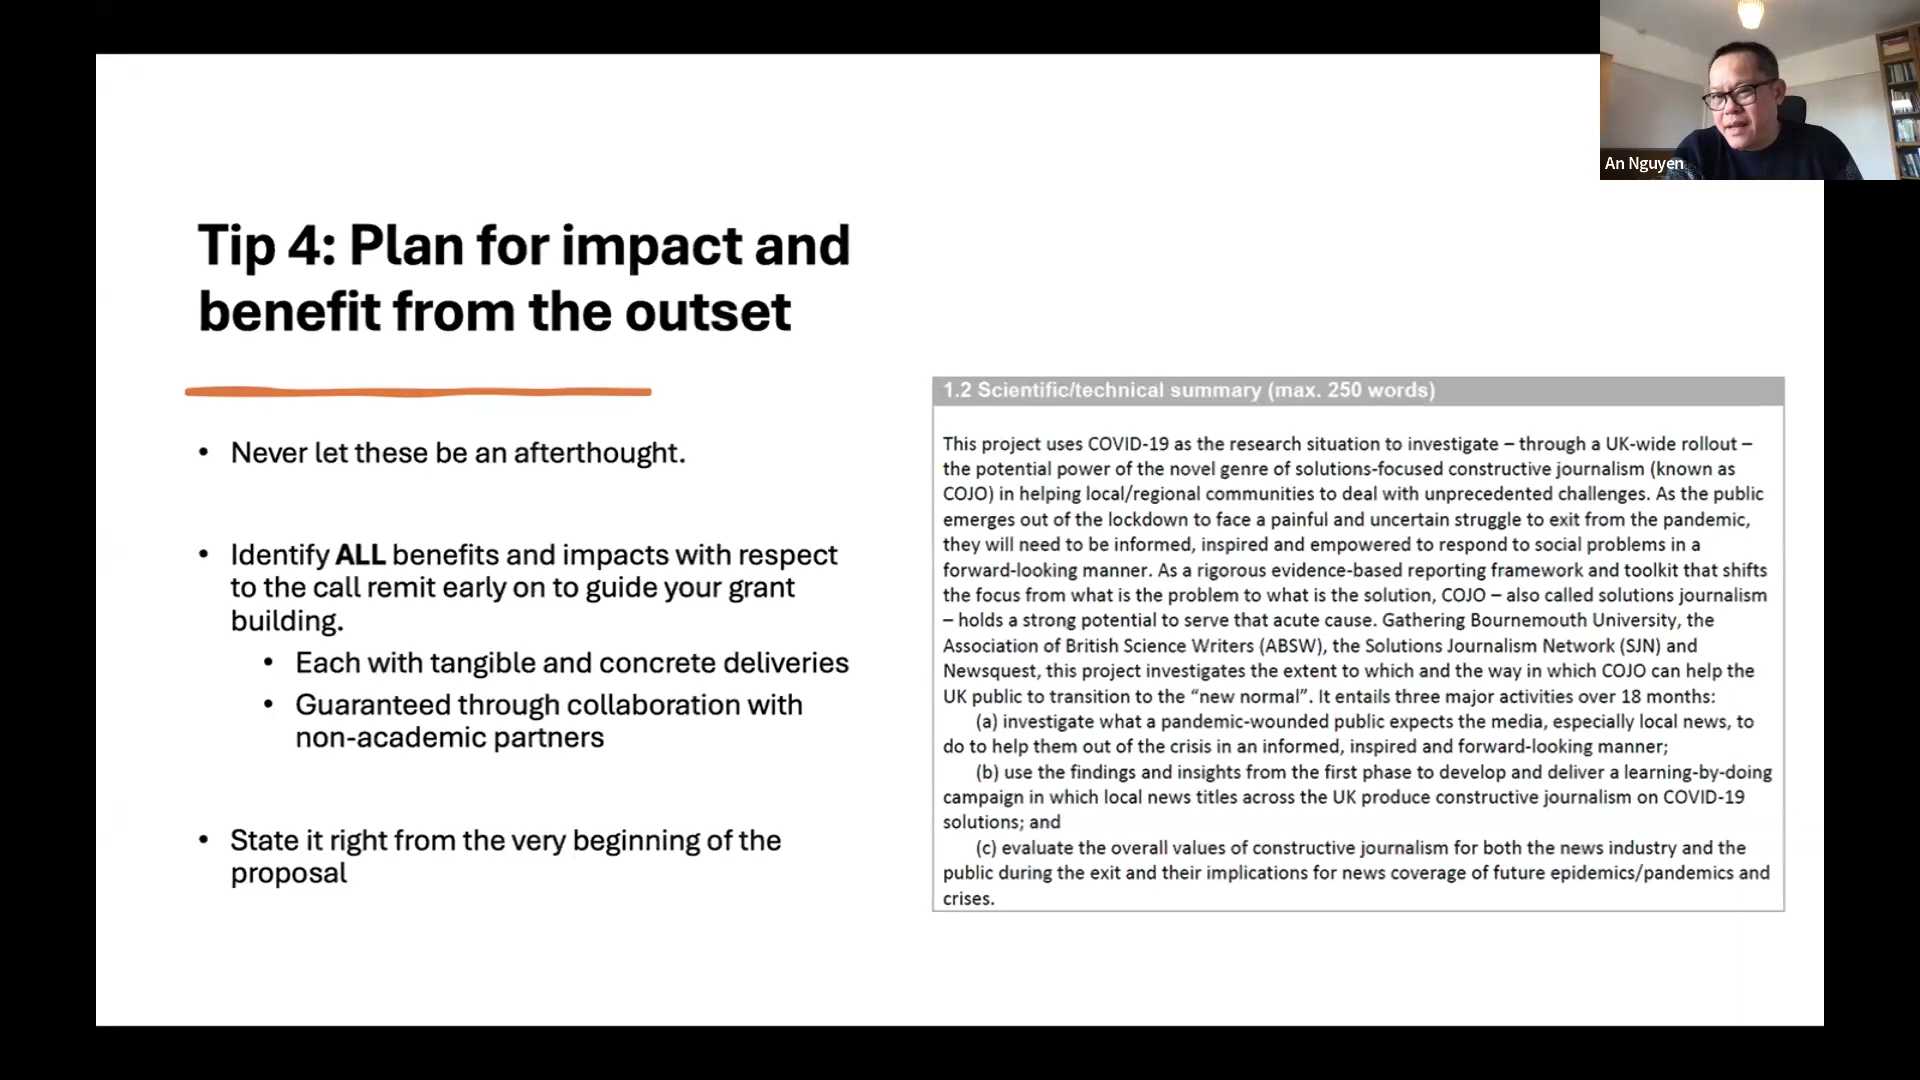 An Nguyen
Tip 4: Plan for impact and
benefit from the outset
• Never let these be an afterthought.
• Identify ALL benefits and impacts with respect
to the call remit early on to guide your grant
building.
• Each with tangible and concrete deliveries
• Guaranteed through collaboration with
non-academic partners
• State it right from the very beginning of the
proposal
1.2 Scientific/technical summary (max. 250 words)
This project uses COVID-19 as the research situation to investigate – through a UK-wide rollout –
the potential power of the novel genre of solutions-focused constructive journalism (known as
COJO) in helping local/regional communities to deal with unprecedented challenges. As the public
emerges out of the lockdown to face a painful and uncertain struggle to exit from the pandemic,
they will need to be informed, inspired and empowered to respond to social problems in a
forward-looking manner. As a rigorous evidence-based reporting framework and toolkit that shifts
the focus from what is the problem to what is the solution, COJO – also called solutions journalism
– holds a strong potential to serve that acute cause. Gathering Bournemouth University, the
Association of British Science Writers (ABSW), the Solutions Journalism Network (SJN) and
Newsquest, this project investigates the extent to which and the way in which COJO can help the
UK public to transition to the “new normal”. It entails three major activities over 18 months:
(a) investigate what a pandemic-wounded public expects the media, especially local news, to
do to help them out of the crisis in an informed, inspired and forward-looking manner;
(b) use the findings and insights from the first phase to develop and deliver a learning-by-doing
campaign in which local news titles across the UK produce constructive journalism on COVID-19
solutions; and
(c) evaluate the overall values of constructive journalism for both the news industry and the
public during the exit and their implications for news coverage of future epidemics/pandemics and
crises.